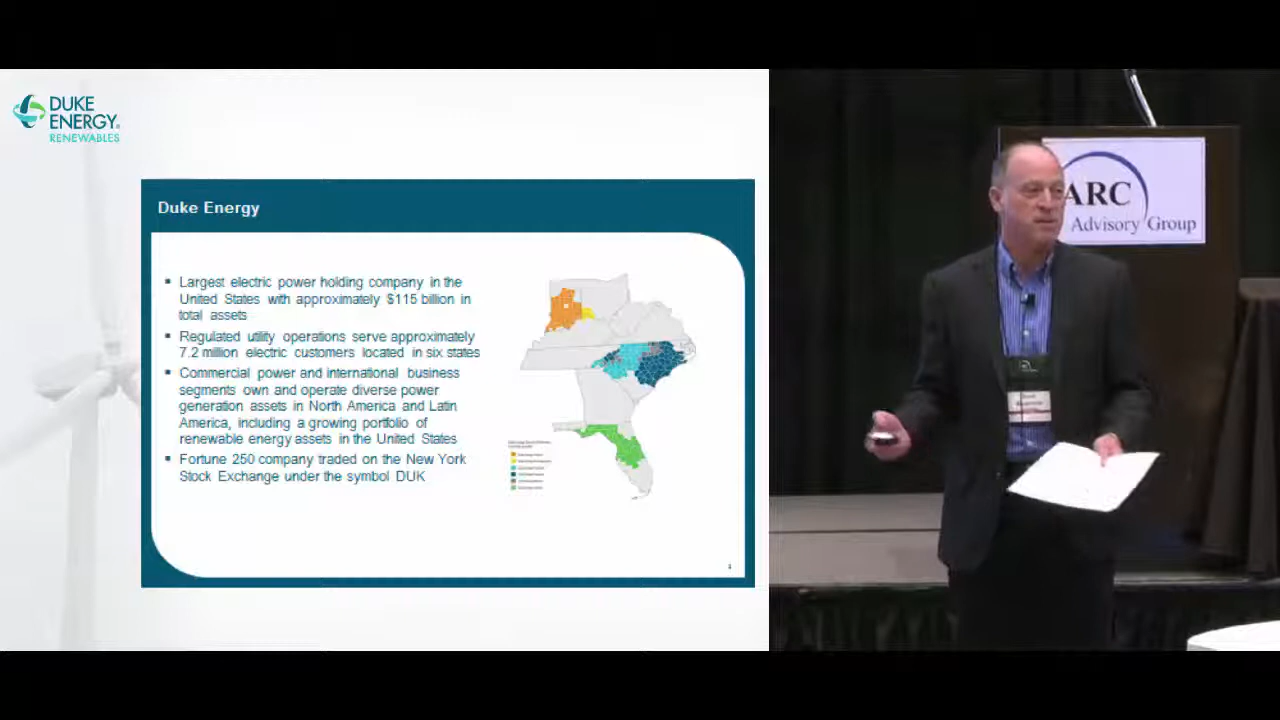 DUKE
ENERGY®
RENEWABLES
Duke Energy
▪ Largest electric power holding company in the
United States with approximately $115 billion in
total assets
▪ Regulated utility operations serve approximately
7.2 million electric customers located in six states
▪ Commercial power and international business
segments own and operate diverse power
generation assets in North America and Latin
America, including a growing portfolio of
renewable energy assets in the United States
▪ Fortune 250 company traded on the New York
Stock Exchange under the symbol DUK
ARC
Advisory Group